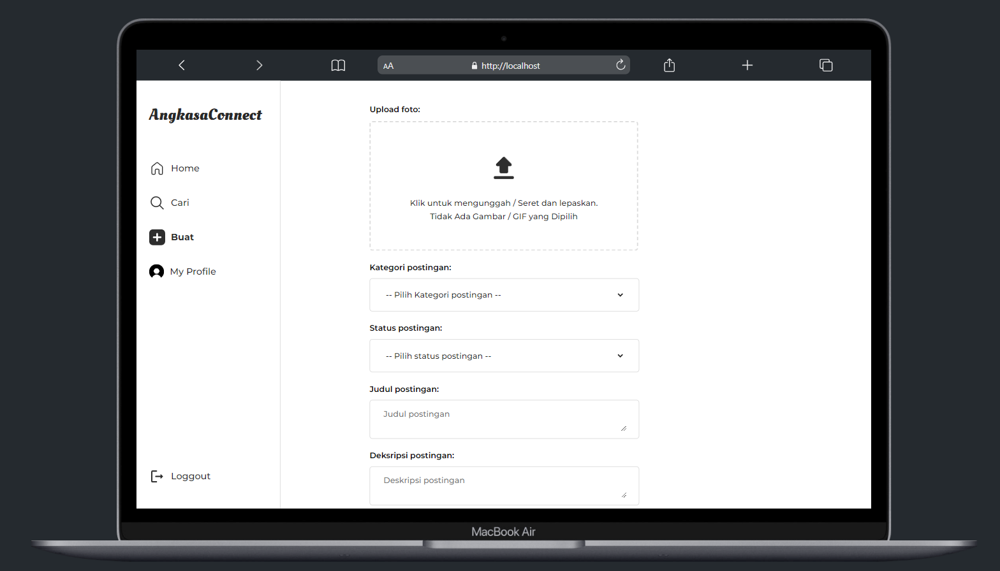 AA
http://localhost
AngkasaConnect
Home
Cari
Buat
My Profile
Loggout
Upload foto:
Klik untuk mengunggah / Seret dan lepaskan.
Tidak Ada Gambar / GIF yang Dipilih
Kategori postingan:
-- Pilih Kategori postingan --
Status postingan:
-- Pilih status postingan --
Judul postingan:
Judul postingan
Deksripsi postingan:
Deskripsi postingan
MacBook Air